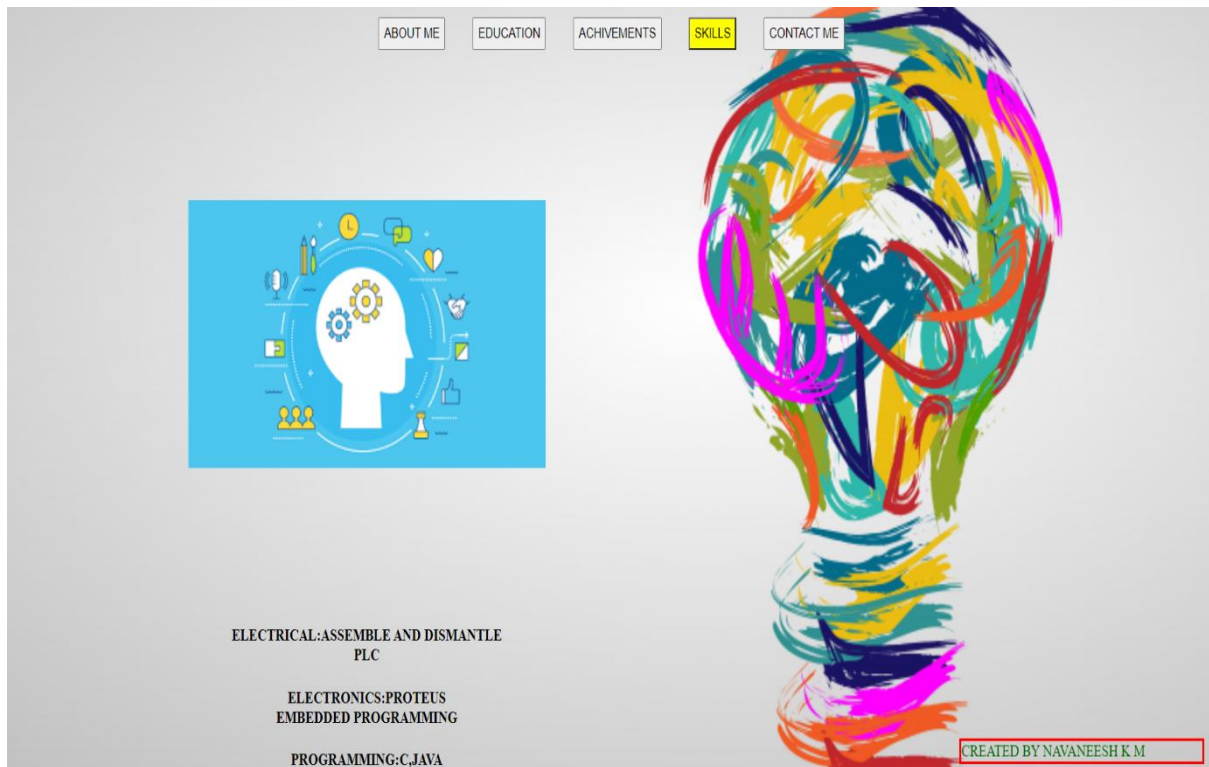 ABOUT ME
EDUCATION
ACHIVEMENTS
SKILLS
CONTACT ME
ELECTRICAL:ASSEMBLE AND DISMANTLE
PLC
ELECTRONICS:PROTEUS
EMBEDDED PROGRAMMING
PROGRAMMING:C,JAVA
CREATED BY NAVANEESH K M